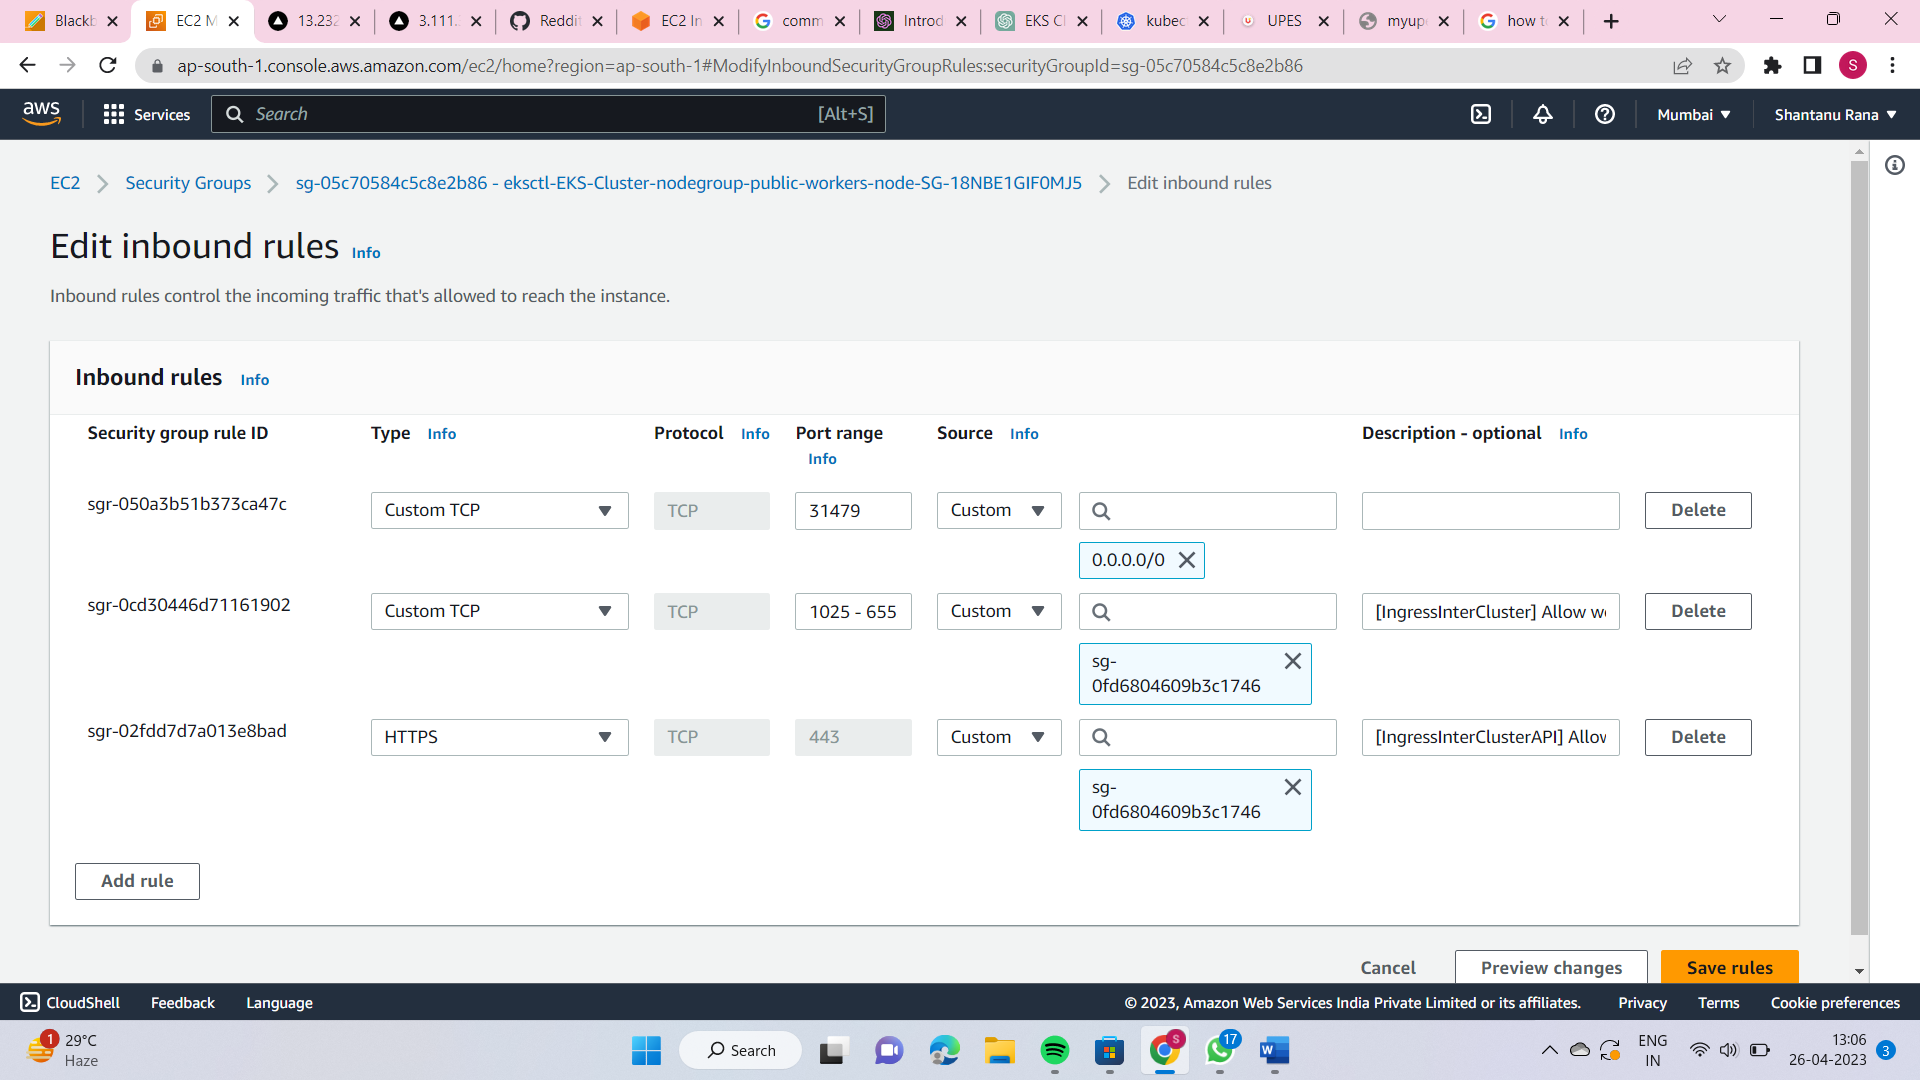 Blackb
EC2 M
13.232
3.111.
Reddit
EC2 In
comm
Introd
EKS Cl
kubec
UPES
myup
how t
ap-south-1.console.aws.amazon.com/ec2/home?region=ap-south-1#ModifyInboundSecurityGroupRules:securityGroupId=sg-05c70584c5c8e2b86
S
aws
Services
Search
[Alt+S]
Mumbai
Shantanu Rana
EC2
Security Groups
sg-05c70584c5c8e2b86 - eksctl-EKS-Cluster-nodegroup-public-workers-node-SG-18NBE1GIF0MJ5
Edit inbound rules
Edit inbound rules Info
Inbound rules control the incoming traffic that's allowed to reach the instance.
Inbound rules Info
Security group rule ID
Type Info
Protocol Info
Port range
Info
Source Info
Description - optional Info
sgr-050a3b51b373ca47c
Custom TCP
TCP
31479
Custom
Delete
0.0.0.0/0
sgr-0cd30446d71161902
Custom TCP
TCP
1025 - 655
Custom
[IngressInterCluster] Allow w
Delete
sg-
0fd6804609b3c1746
sgr-02fdd7d7a013e8bad
HTTPS
TCP
443
Custom
[IngressInterClusterAPI] Allow
Delete
sg-
0fd6804609b3c1746
Add rule
Cancel
Preview changes
Save rules
CloudShell
Feedback
Language
© 2023, Amazon Web Services India Private Limited or its affiliates.
Privacy
Terms
Cookie preferences
1
29°C
Haze
Search
S
17
W
ENG
IN
13:06
26-04-2023
3